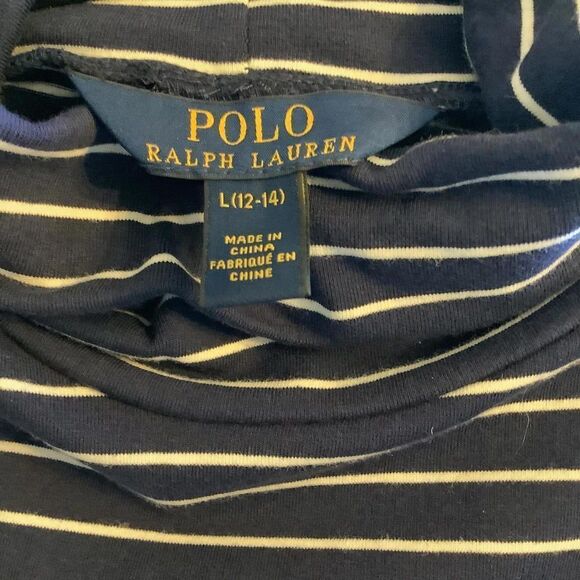 POLO
RALPH LAUREN
L(12-14)
MADE IN
CHINA
FABRIQUÉ EN
CHINE